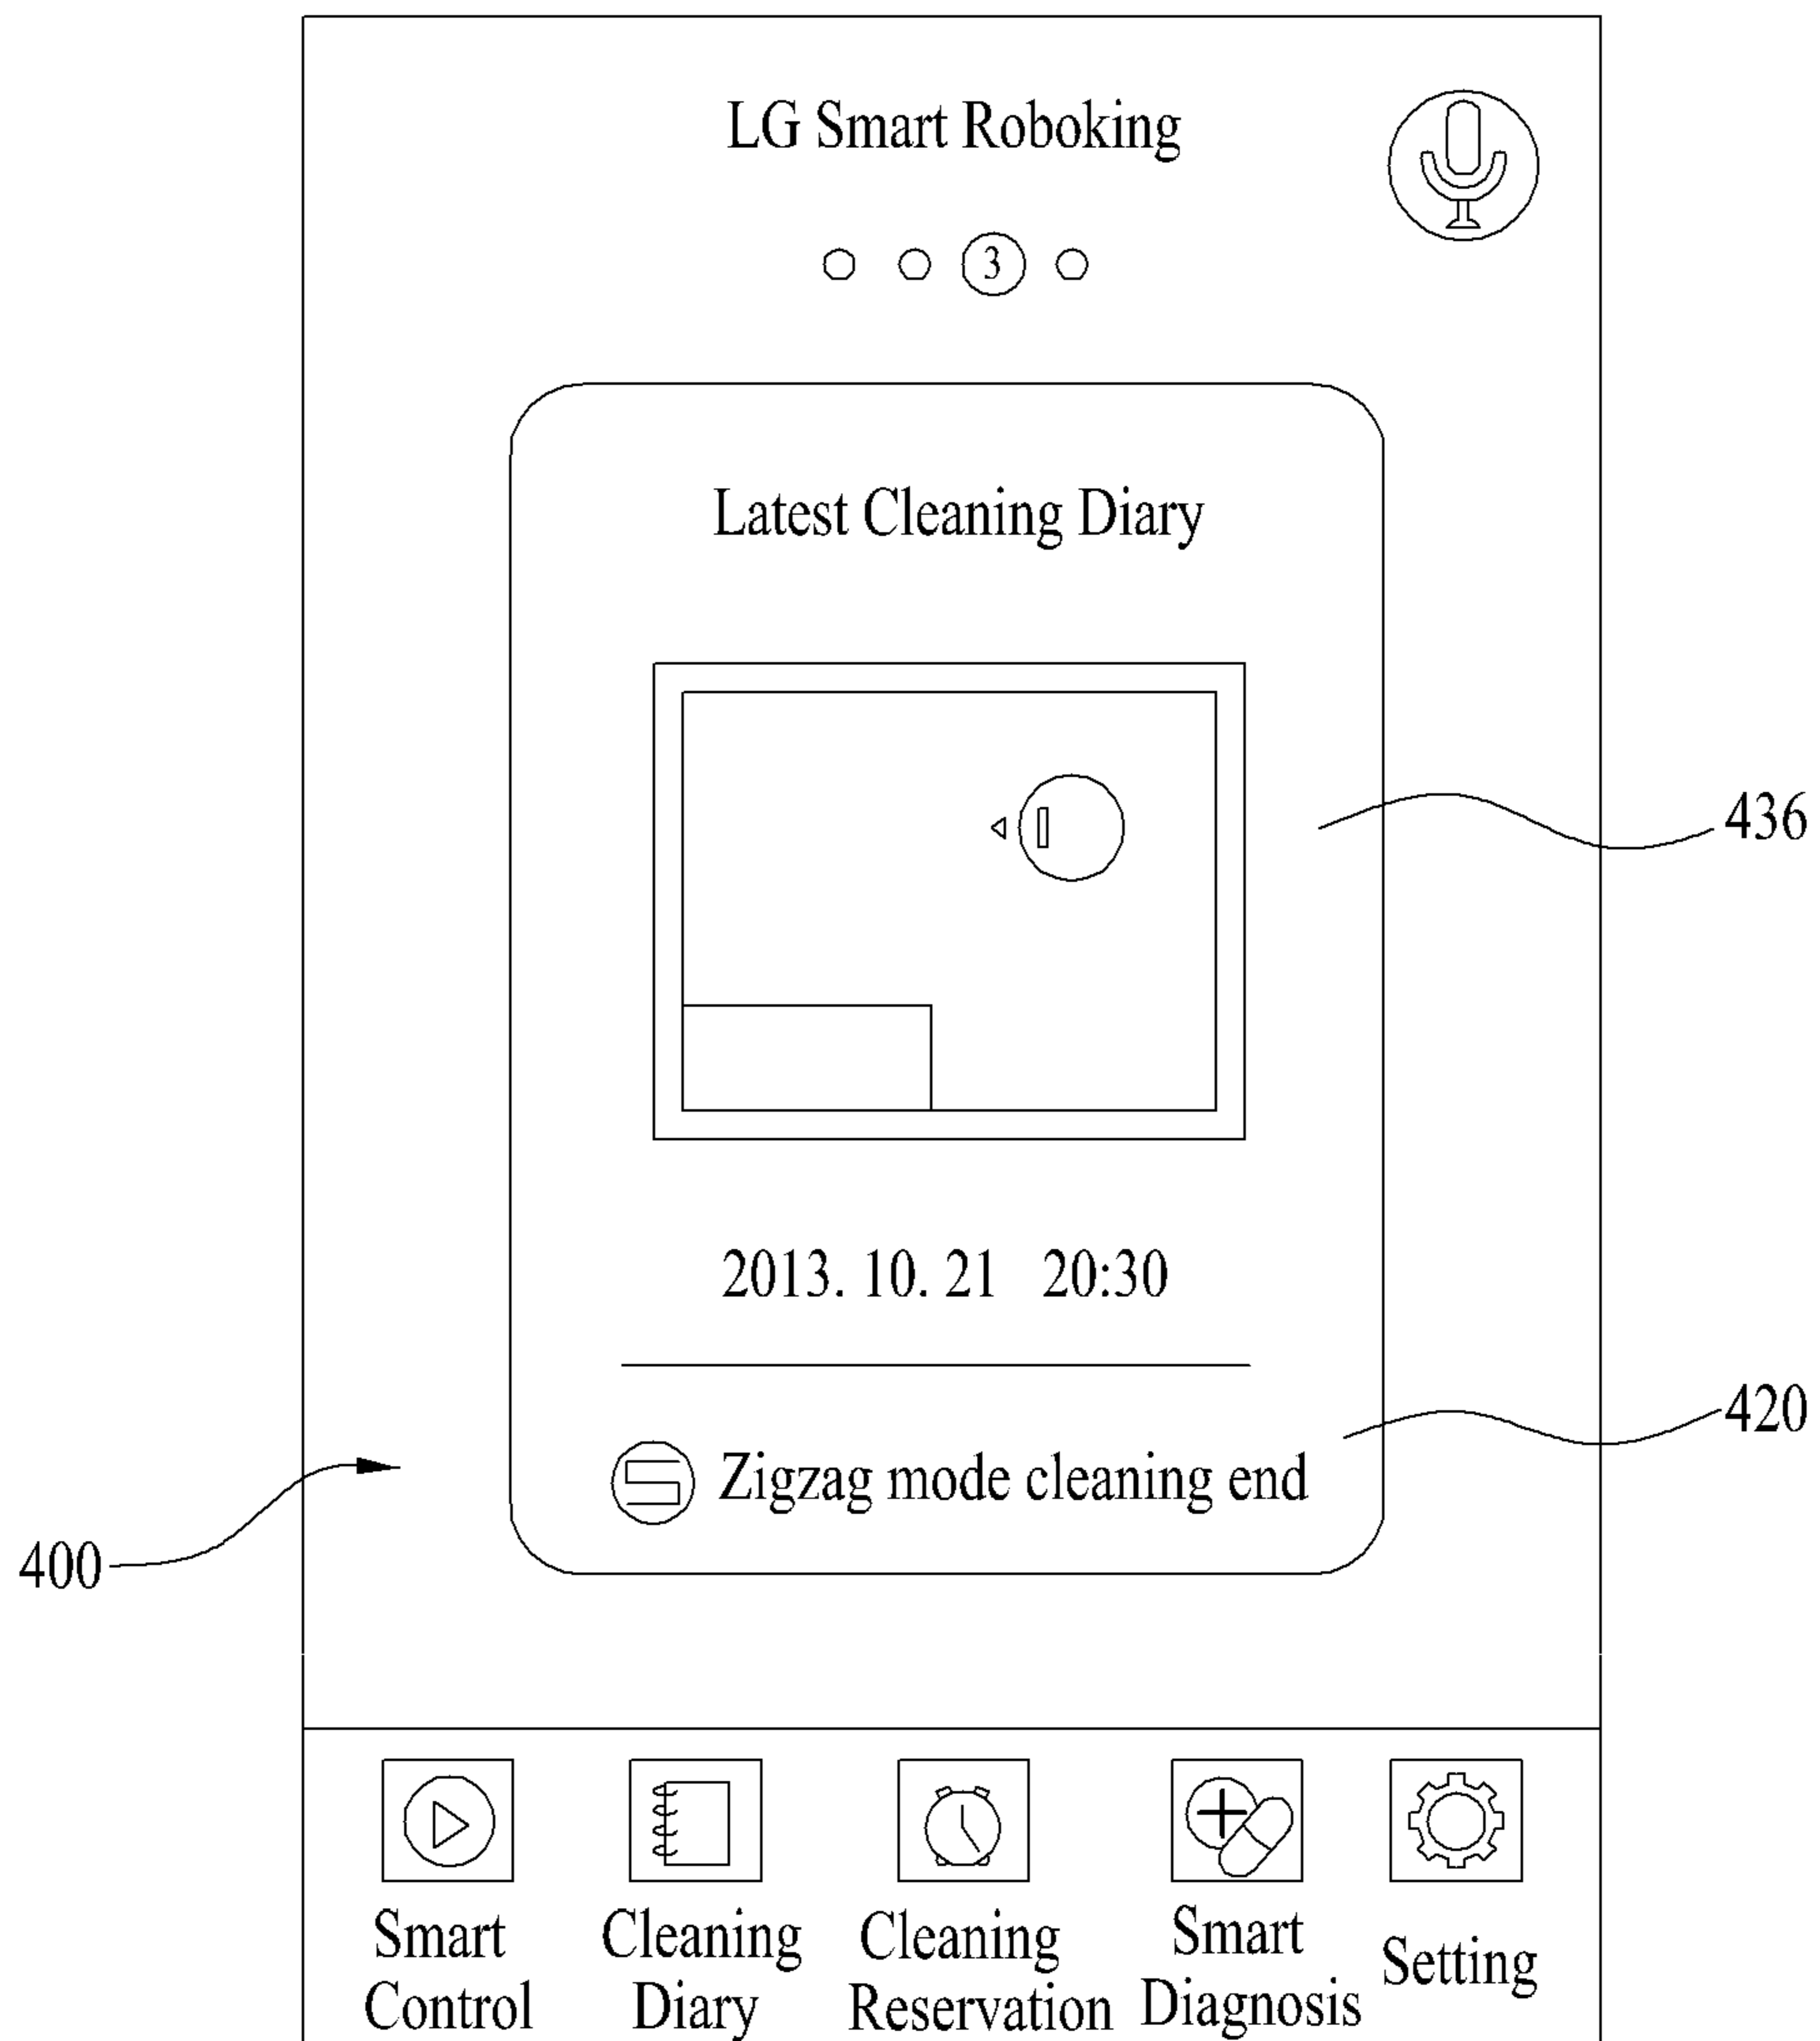 LG Smart Roboking
3
Latest Cleaning Diary
436
2013. 10. 21 20:30
420
Zigzag mode cleaning end
400
Smart Control
Cleaning Diary
Cleaning Reservation
Smart Diagnosis
Setting